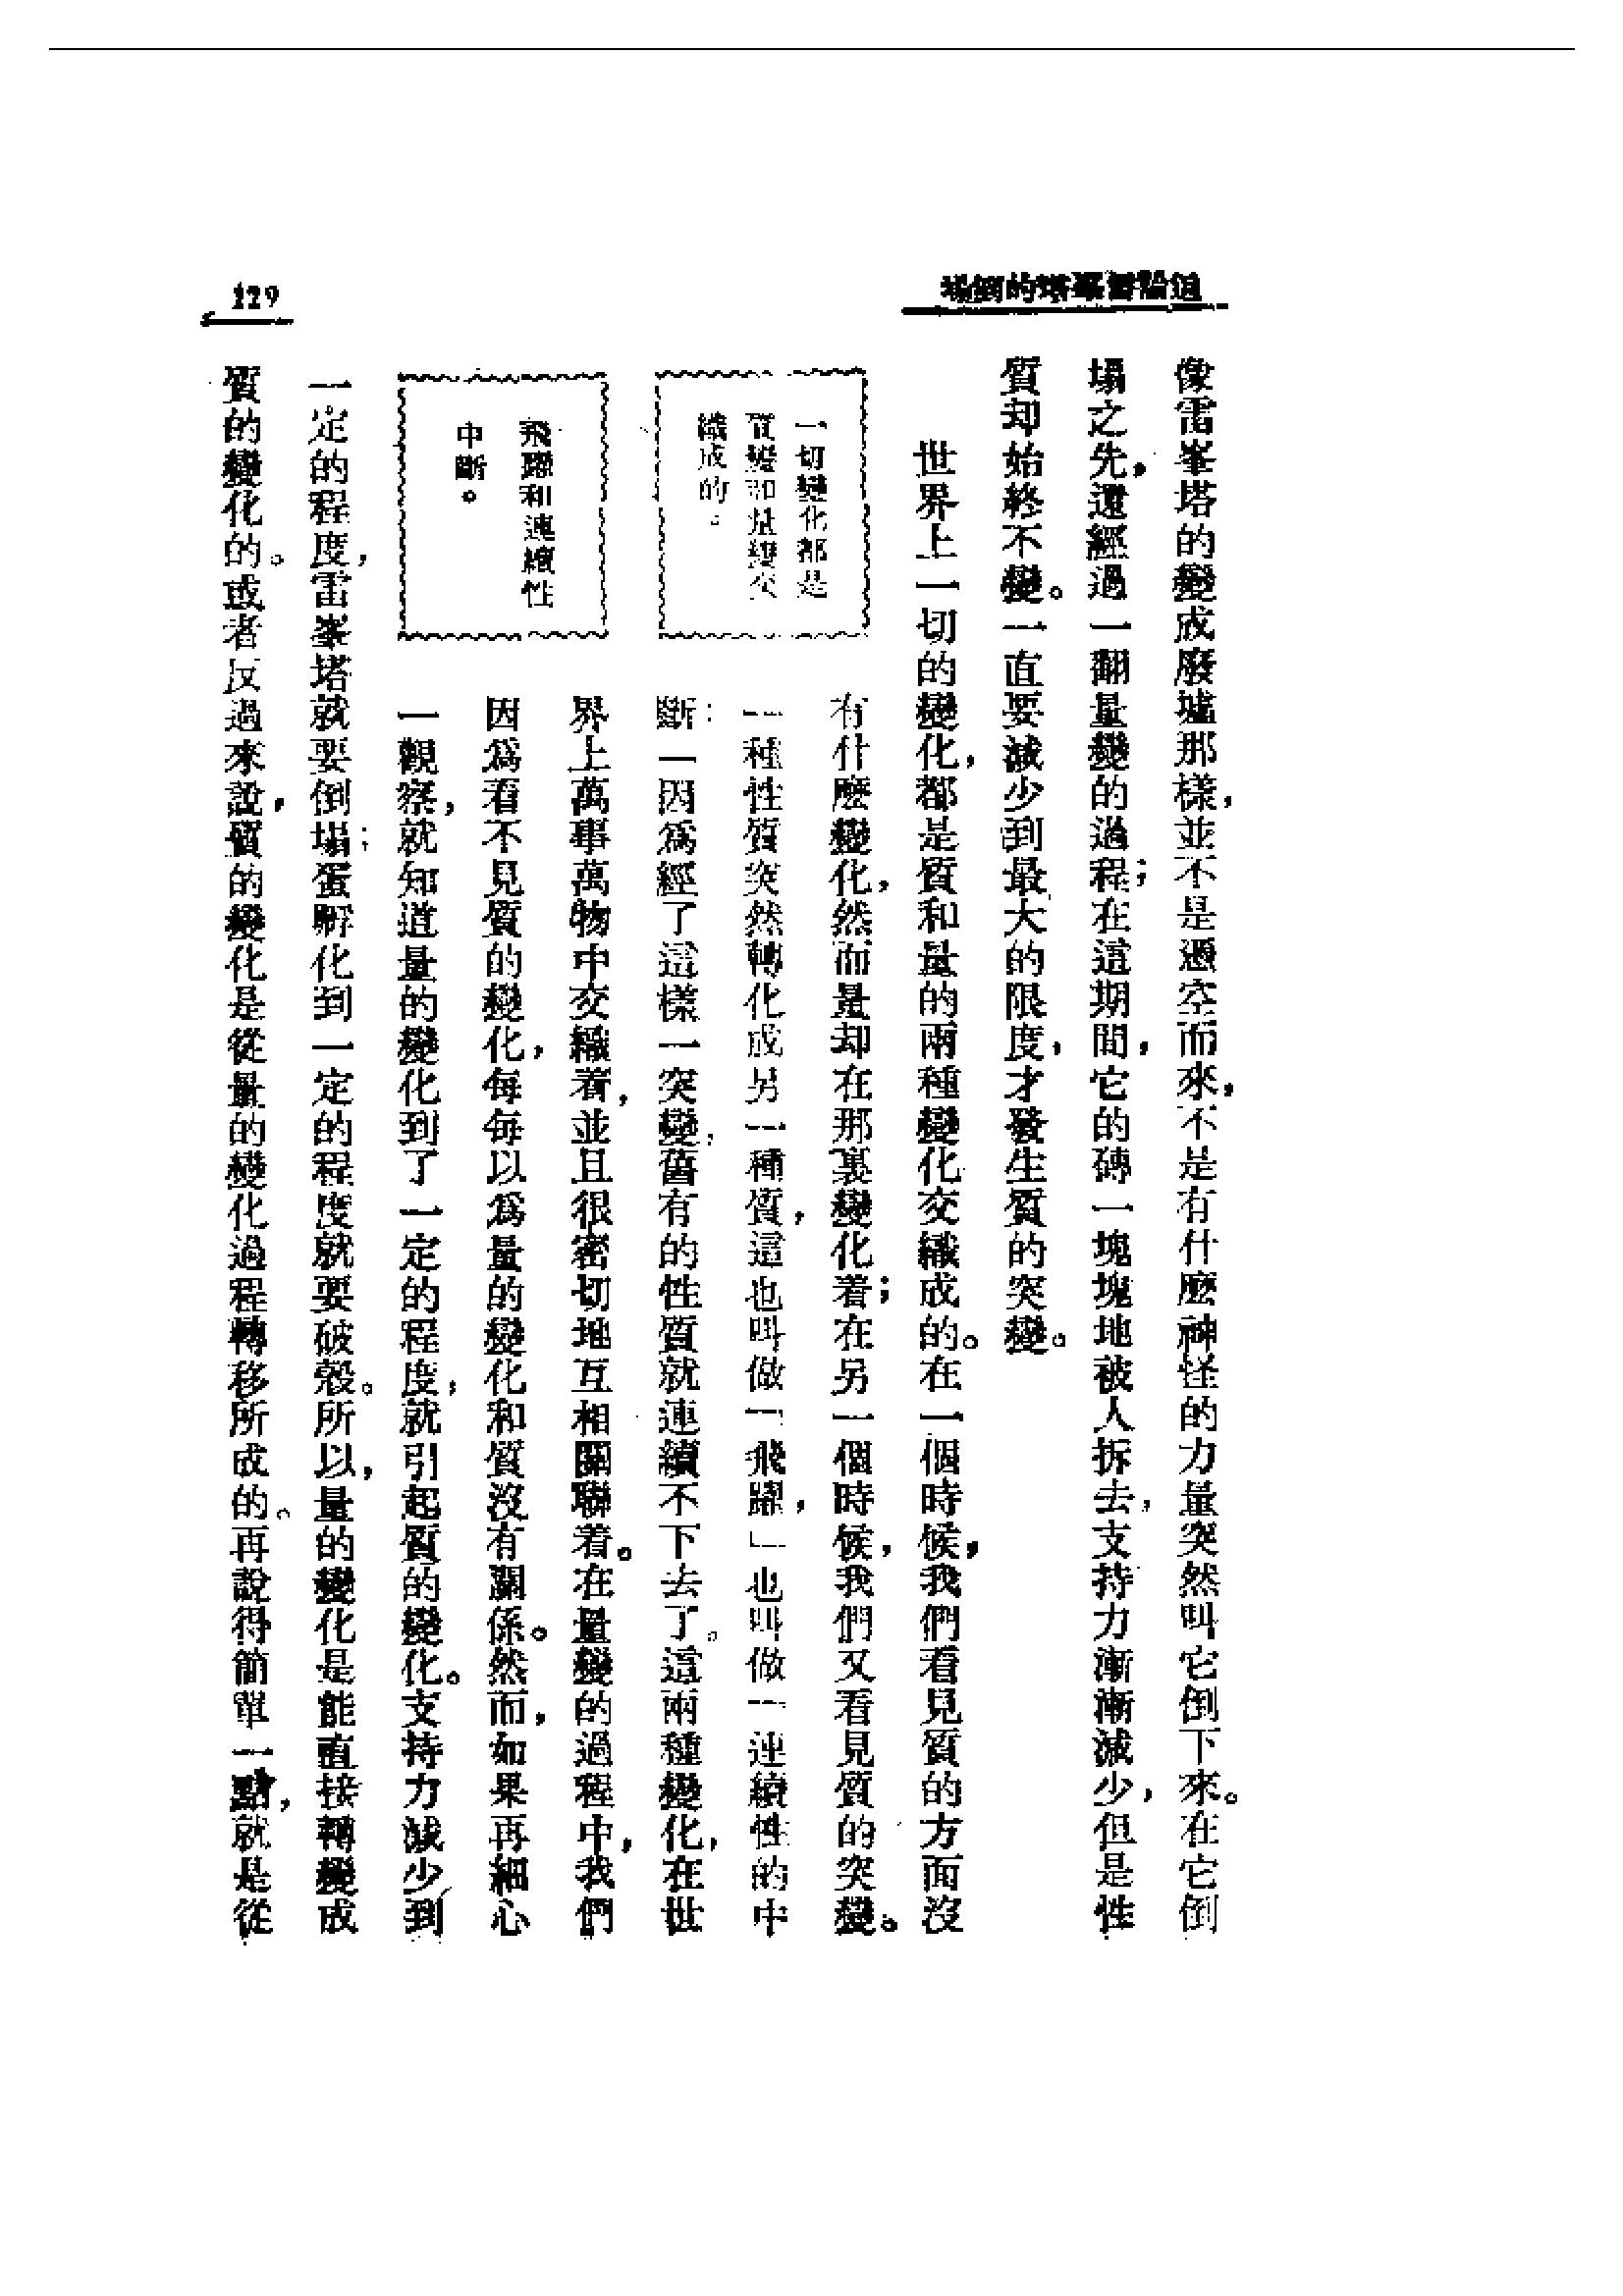 追論雷峯塔的倒塌
129
像雷峯塔的變成廢墟那樣，並不是憑空而來，不是有什麽神怪的力量突然叫它倒下來。在它倒
塌之先，還經過一翻量變的過程；在這期間，它的磚一塊塊地被人拆去，支持力漸漸減少，但是性
質却始終不變。一直要減少到最大的限度，才發生質的突變。
世界上一切的變化，都是質和量的兩種變化交織成的。在一個時候，我們看見質的方面沒
一切變化都是
質變和量變交
織成的。
有什麽變化，然而量却在那裏變化着；在另一個時候，我們又看見質的突變。
一種性質突然轉化成另一種質，這也叫做「飛躍，」也叫做「連續性的中
斷：」因爲經了這樣一突變，舊有的性質就連續不下去了。這兩種變化，在世
飛躍和連續性
中斷。
界上萬事萬物中交織着，並且很密切地互相關聯着。在量變的過程中，我們
因爲看不見質的變化，每每以爲量的變化和質沒有關係。然而，如果再細心
一觀察，就知道量的變化到了一定的程度，就引起質的變化。支持力減少到
一定的程度，雷峯塔就要倒塌；蛋孵化到一定的程度就要破殼。所以，量的變化是能直接轉變成
質的變化的。或者反過來說，質的變化是從量的變化過程轉移所成的。再說得簡單一點，就是從